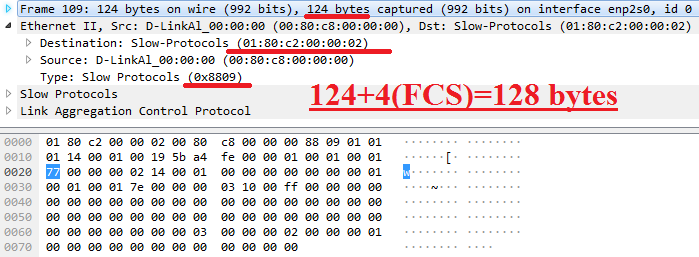 Frame 109: 124 bytes on wire (992 bits), 124 bytes captured (992 bits) on interface enp2s0, id 0
Ethernet II, Src: D-LinkAl_00:00:00 (00:80:c8:00:00:00), Dst: Slow-Protocols (01:80:c2:00:00:02)
Destination: Slow-Protocols (01:80:c2:00:00:02)
Source: D-LinkAl_00:00:00 (00:80:c8:00:00:00)
Type: Slow Protocols (0x8809)
Slow Protocols
Link Aggregation Control Protocol
124+4(FCS)=128 bytes
0000 01 80 c2 00 00 02 00 80 c8 00 00 00 88 09 01 01 ········ ········
0010 01 14 00 01 00 19 5b a4 fe 00 00 01 00 01 00 01 ······[· ········
0020 77 00 00 00 02 14 00 01 00 00 00 00 00 00 00 01 w······· ········
0030 00 01 00 01 7e 00 00 00 03 10 00 ff 00 00 00 00 ····~··· ········
0040 00 00 00 00 00 00 00 00 00 00 00 00 00 00 00 00 ········ ········
0050 00 00 00 00 00 00 00 00 00 00 00 00 00 00 00 00 ········ ········
0060 00 00 00 00 00 00 00 03 00 00 00 02 00 00 00 01 ········ ········
0070 00 00 00 00 00 00 00 00 00 00 00 00 ········ ····